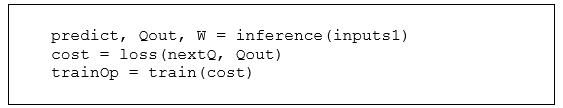 predict, Qout, W = inference(inputs1)
cost = loss(nextQ, Qout)
trainOp = train(cost)